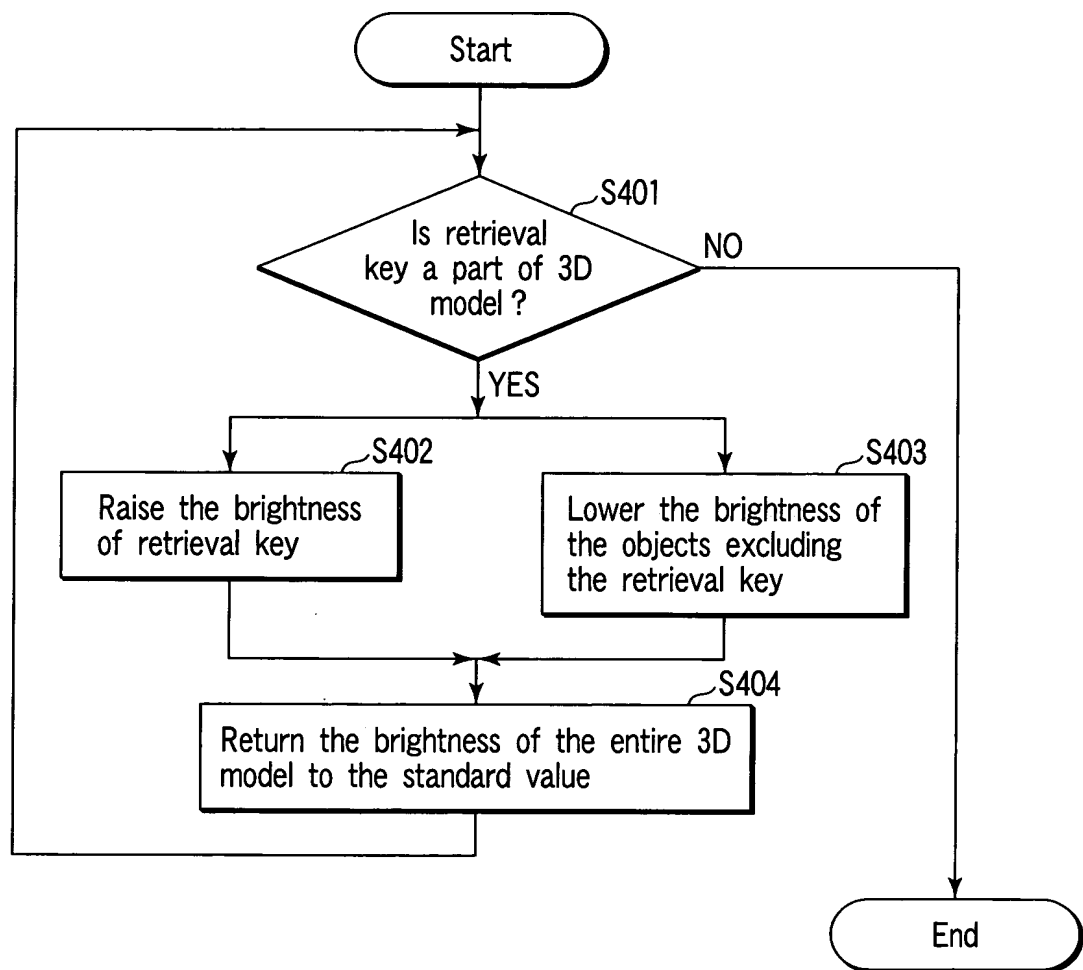 Start
S401
Is retrieval
key a part of 3D
model?
NO
YES
S402
Raise the brightness
of retrieval key
S403
Lower the brightness of
the objects excluding
the retrieval key
S404
Return the brightness of the entire 3D
model to the standard value
End